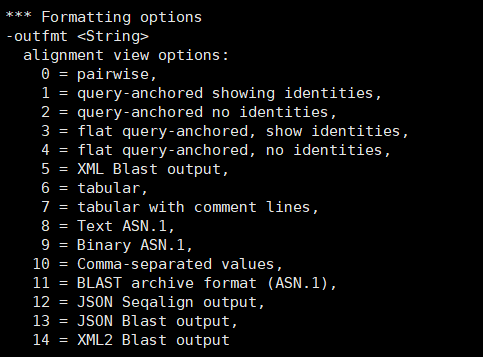 *** Formatting options
-outfmt <String>
  alignment view options:
    0 = pairwise,
    1 = query-anchored showing identities,
    2 = query-anchored no identities,
    3 = flat query-anchored, show identities,
    4 = flat query-anchored, no identities,
    5 = XML Blast output,
    6 = tabular,
    7 = tabular with comment lines,
    8 = Text ASN.1,
    9 = Binary ASN.1,
   10 = Comma-separated values,
   11 = BLAST archive format (ASN.1),
   12 = JSON Seqalign output,
   13 = JSON Blast output,
   14 = XML2 Blast output